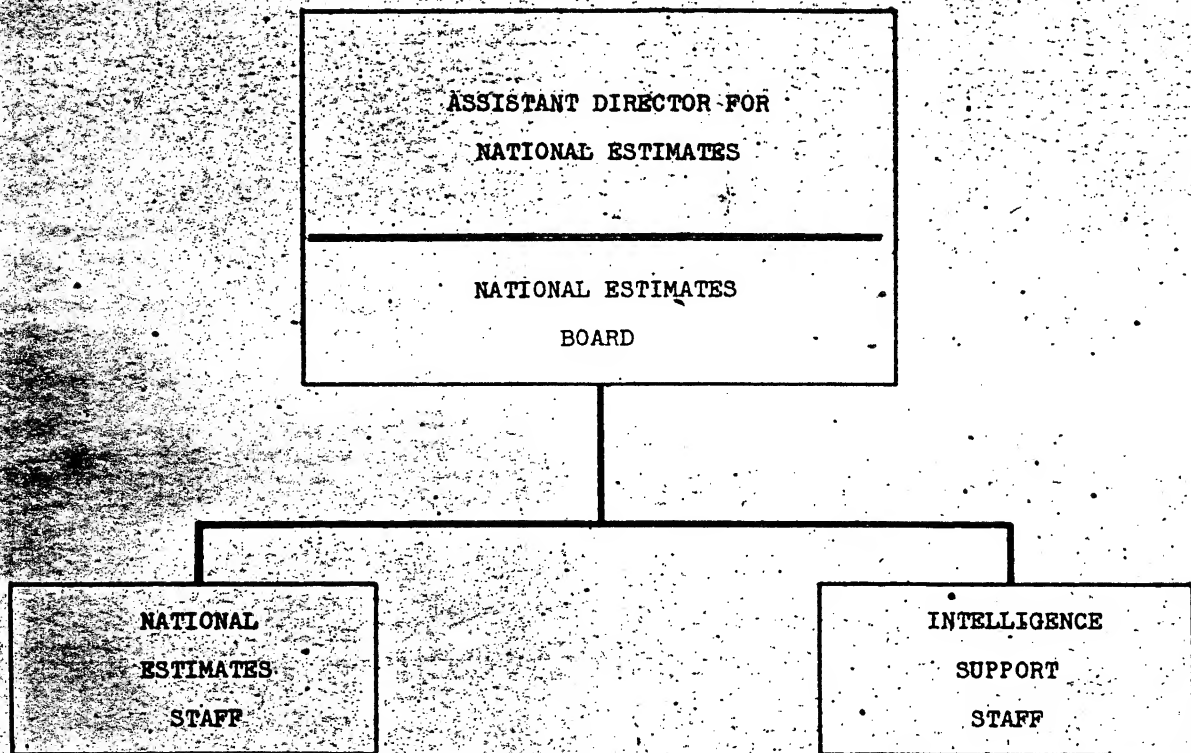 ASSISTANT DIRECTOR FOR
NATIONAL ESTIMATES
NATIONAL ESTIMATES
BOARD
NATIONAL
ESTIMATES
STAFF
INTELLIGENCE
SUPPORT
STAFF